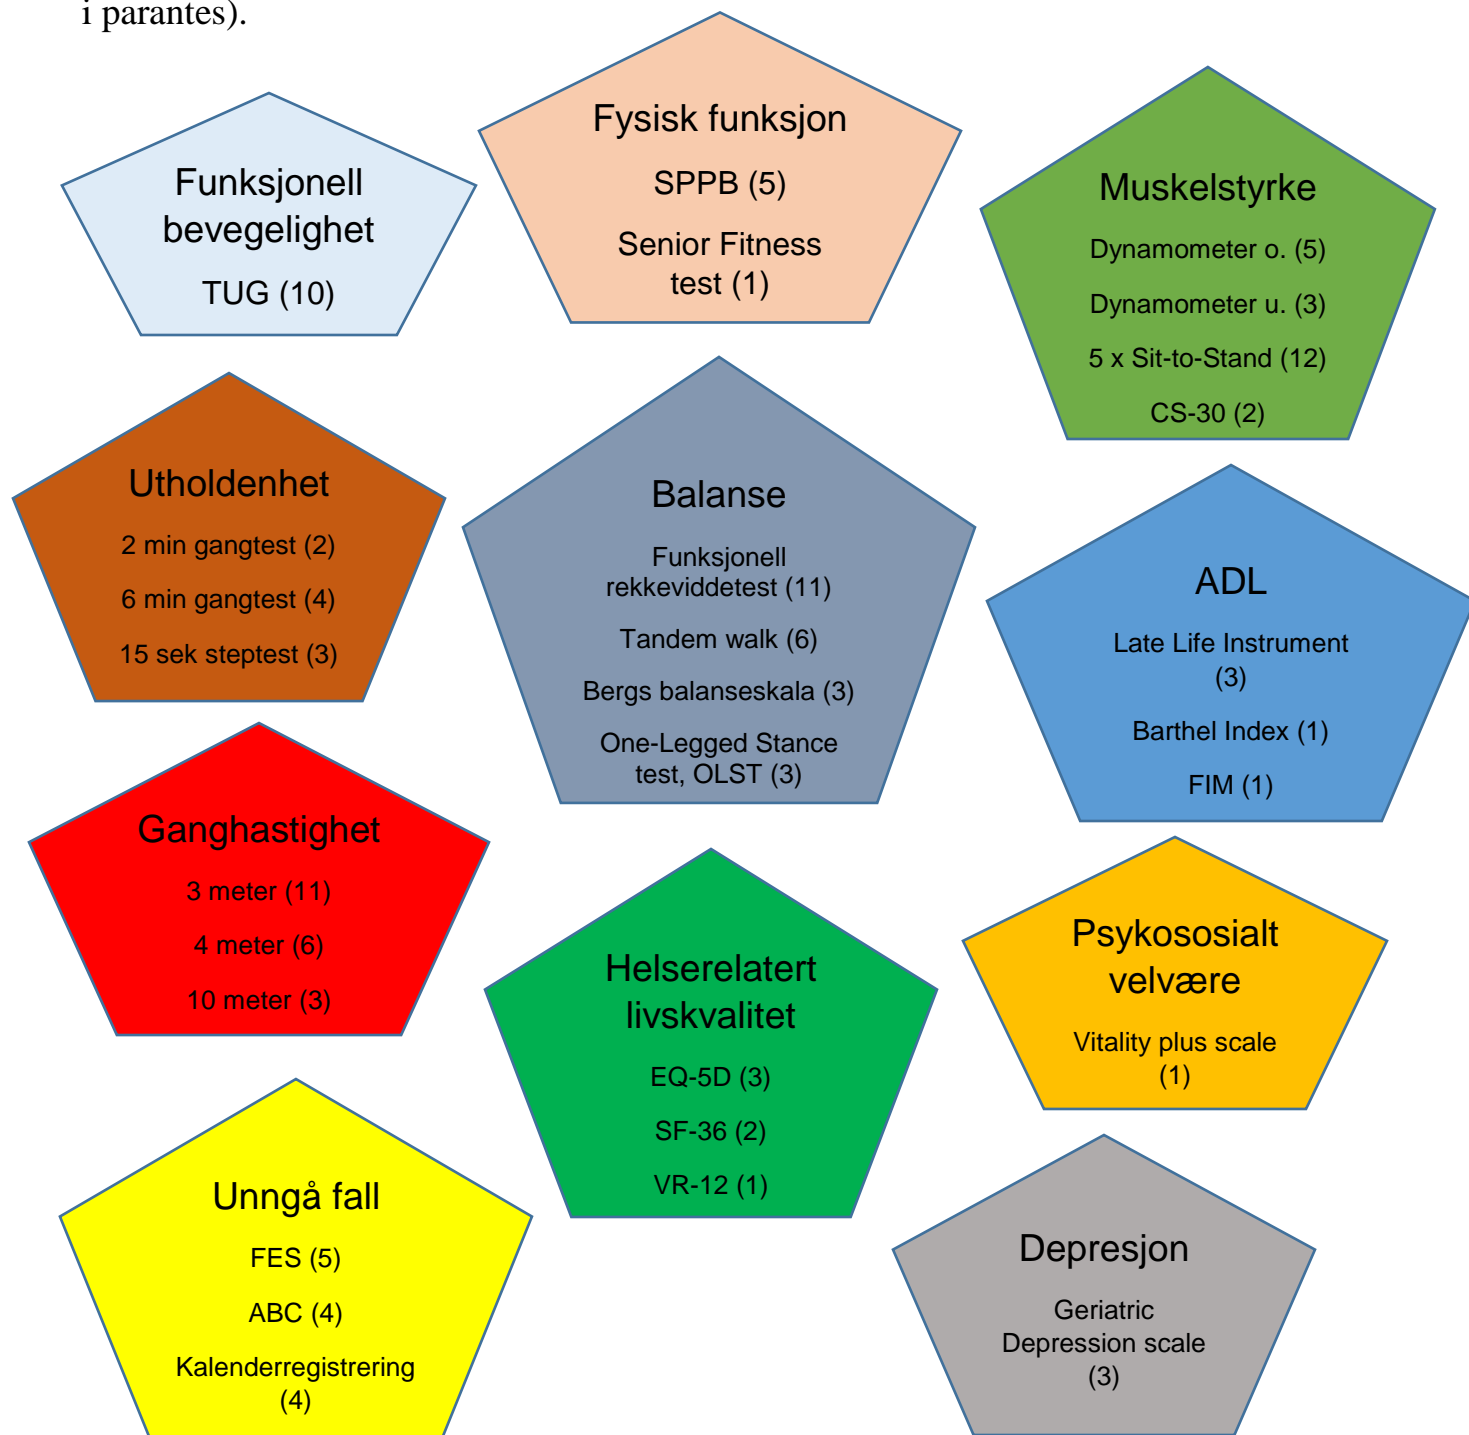 i parantes).
Funksjonell
bevegelighet
TUG (10)
Fysisk funksjon
SPPB (5)
Senior Fitness
test (1)
Muskelstyrke
Dynamometer o. (5)
Dynamometer u. (3)
5 x Sit-to-Stand (12)
CS-30 (2)
Utholdenhet
2 min gangtest (2)
6 min gangtest (4)
15 sek steptest (3)
Balanse
Funksjonell
rekkeviddetest (11)
Tandem walk (6)
Bergs balanseskala (3)
One-Legged Stance
test, OLST (3)
ADL
Late Life Instrument
(3)
Barthel Index (1)
FIM (1)
Ganghastighet
3 meter (11)
4 meter (6)
10 meter (3)
Helserelatert
livskvalitet
EQ-5D (3)
SF-36 (2)
VR-12 (1)
Psykososialt
velvære
Vitality plus scale
(1)
Unngå fall
FES (5)
ABC (4)
Kalenderregistrering
(4)
Depresjon
Geriatric
Depression scale
(3)